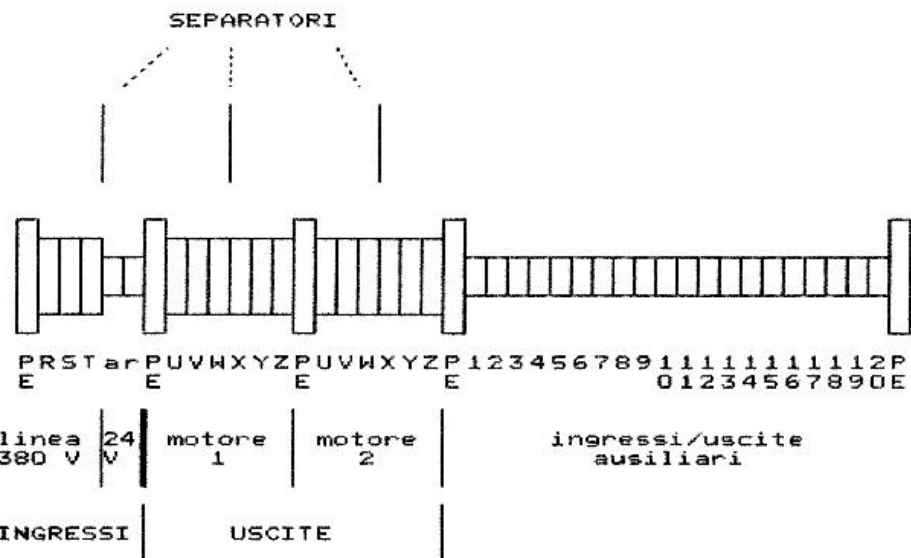 SEPARATORI
PRSTarPUVWXYZPUVWXYZP123456789111111111112P
E E E E 01234567890E
linea 24 motore motore ingressi/uscite
380 V V 1 2 ausiliari
INGRESSI USCITE